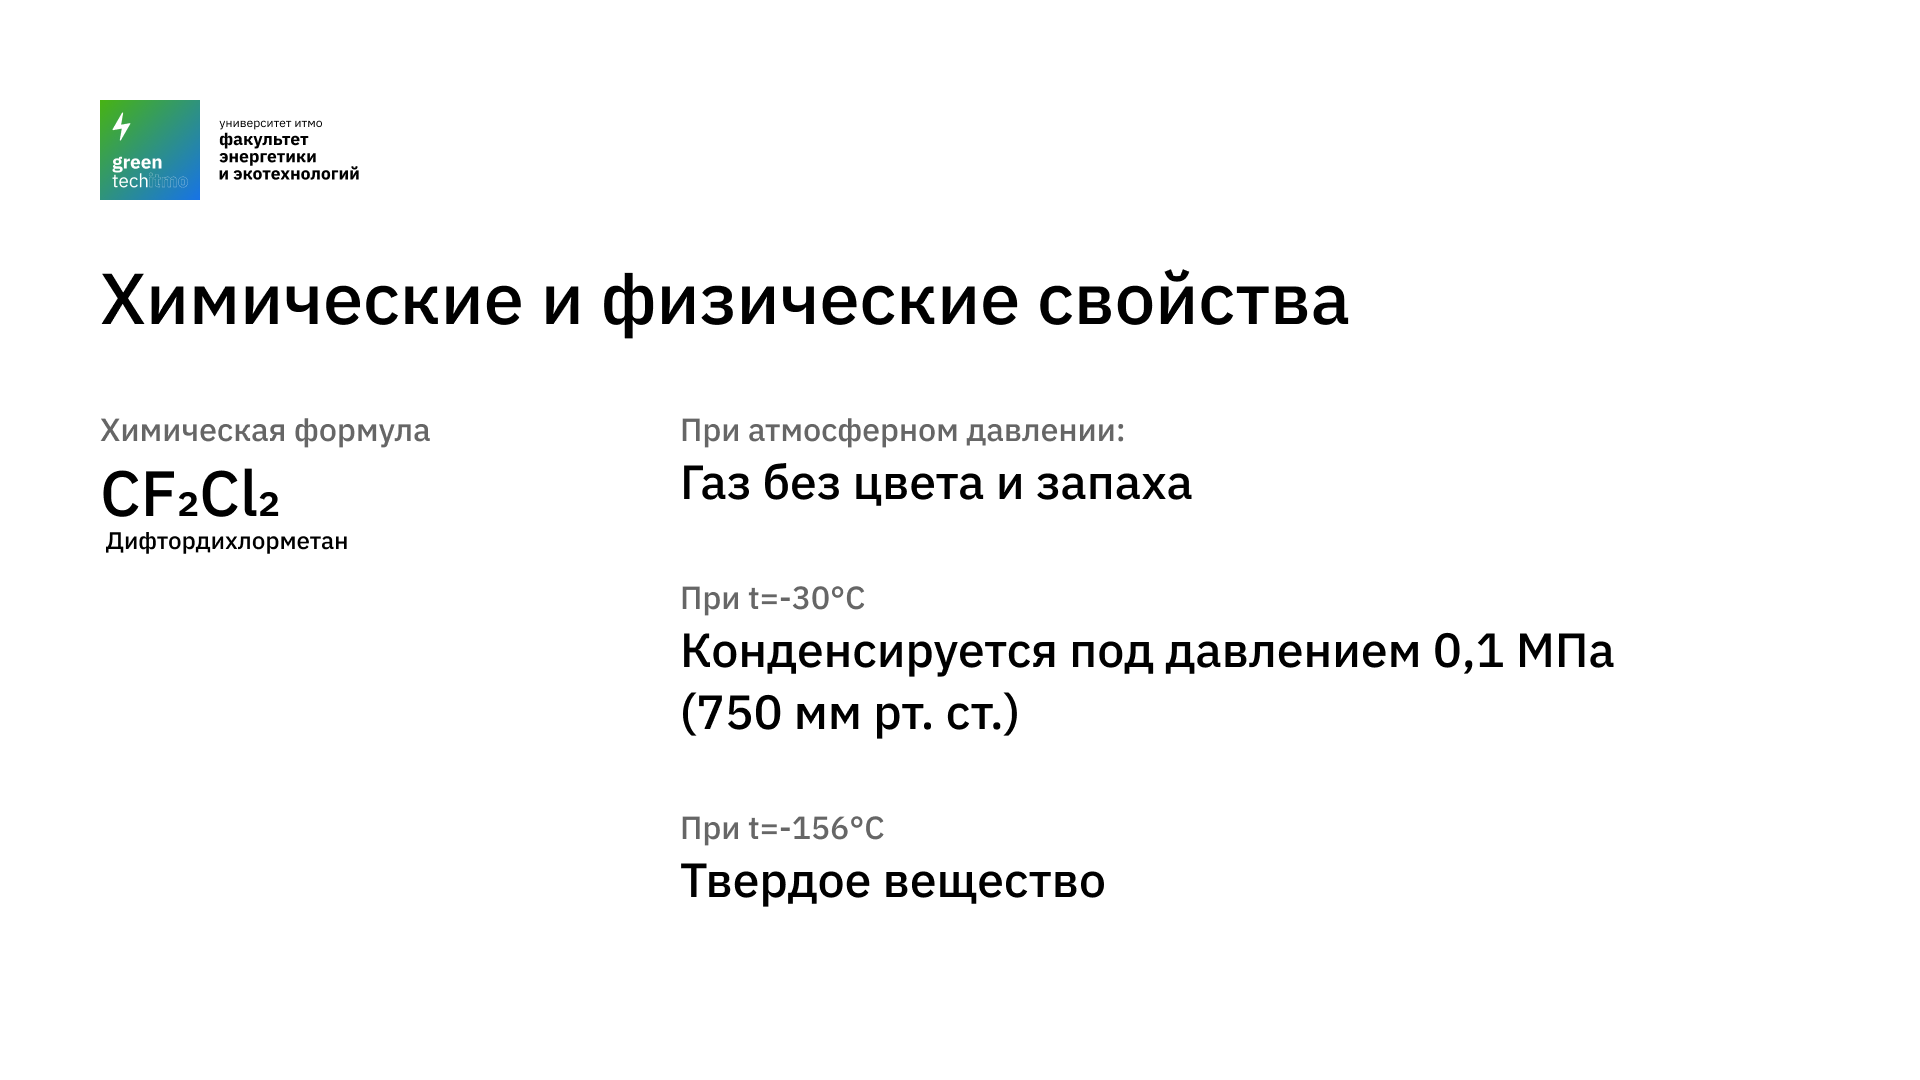 green
techitmo
университет итмо
факультет
энергетики
и экотехнологий
Химические и физические свойства
Химическая формула
CF₂Cl₂
Дифтордихлорметан
При атмосферном давлении:
Газ без цвета и запаха
При t=-30°C
Конденсируется под давлением 0,1 МПа
(750 мм рт. ст.)
При t=-156°C
Твердое вещество